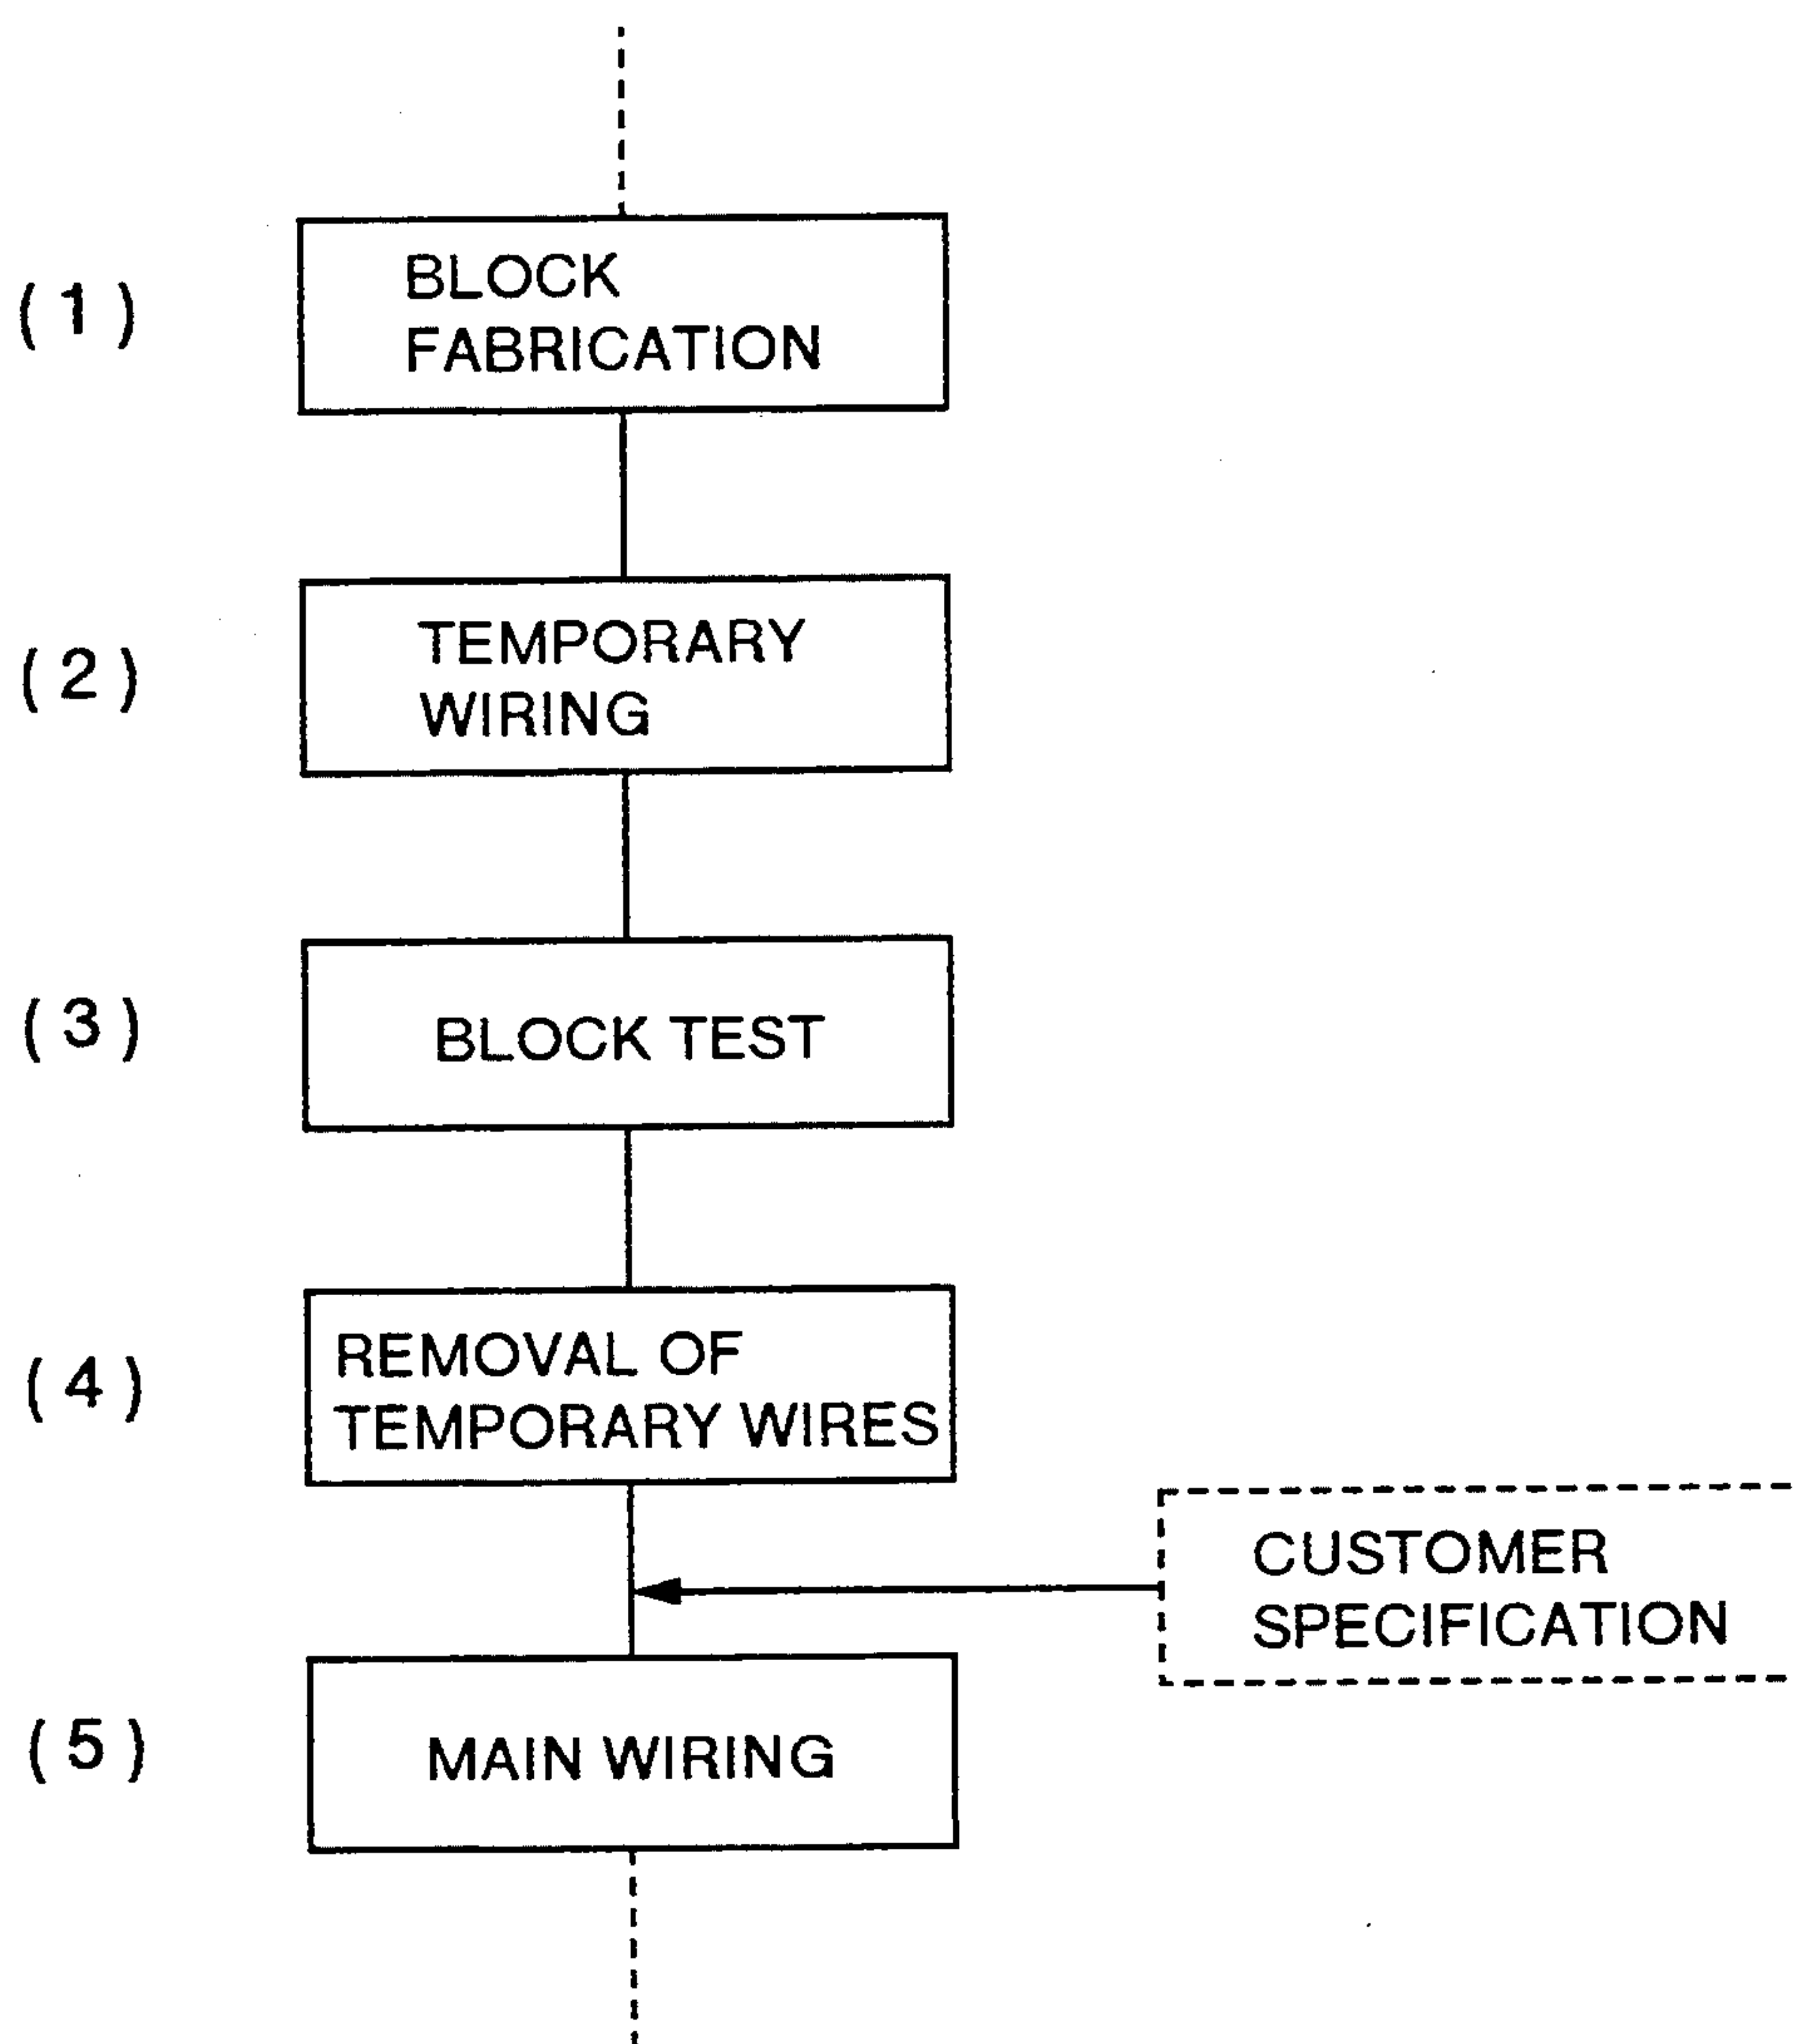 (1)
BLOCK
FABRICATION
(2)
TEMPORARY
WIRING
(3)
BLOCK TEST
(4)
REMOVAL OF
TEMPORARY WIRES
CUSTOMER
SPECIFICATION
(5)
MAIN WIRING